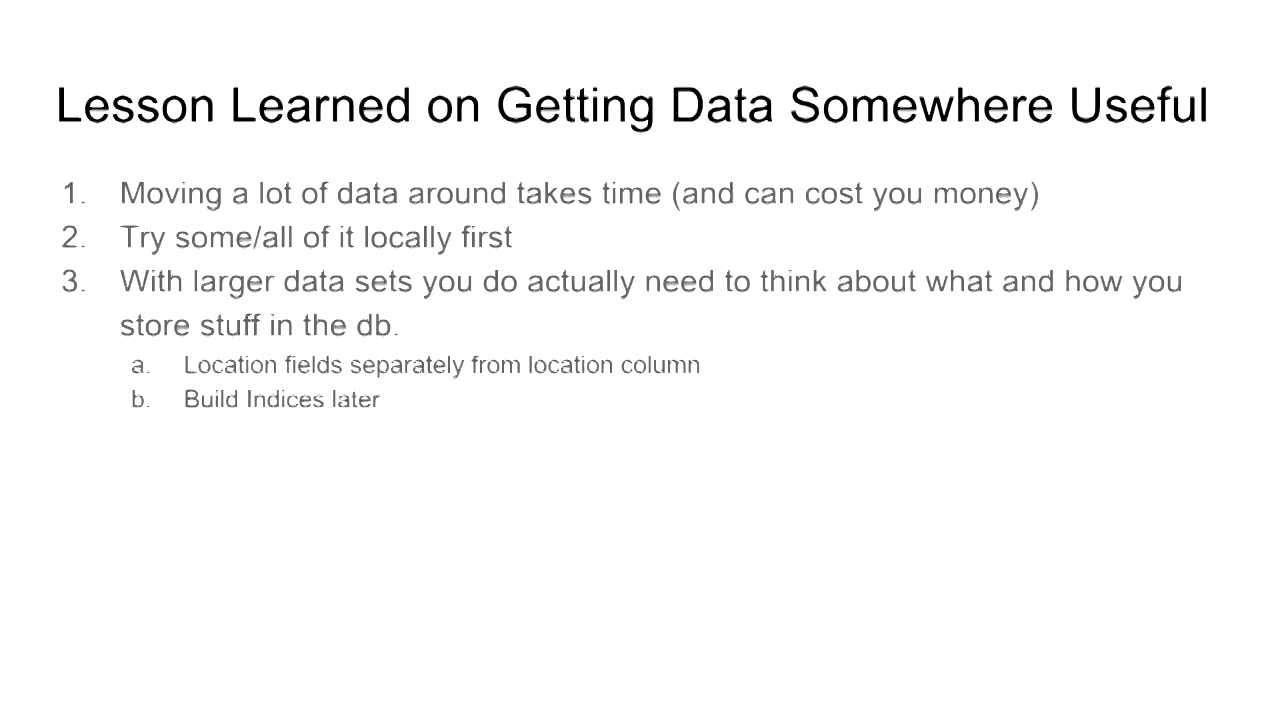 Lesson Learned on Getting Data Somewhere Useful
1. Moving a lot of data around takes time (and can cost you money)
2. Try some/all of it locally first
3. With larger data sets you do actually need to think about what and how you
store stuff in the db.
a. Location fields separately from location column
b. Build Indices later